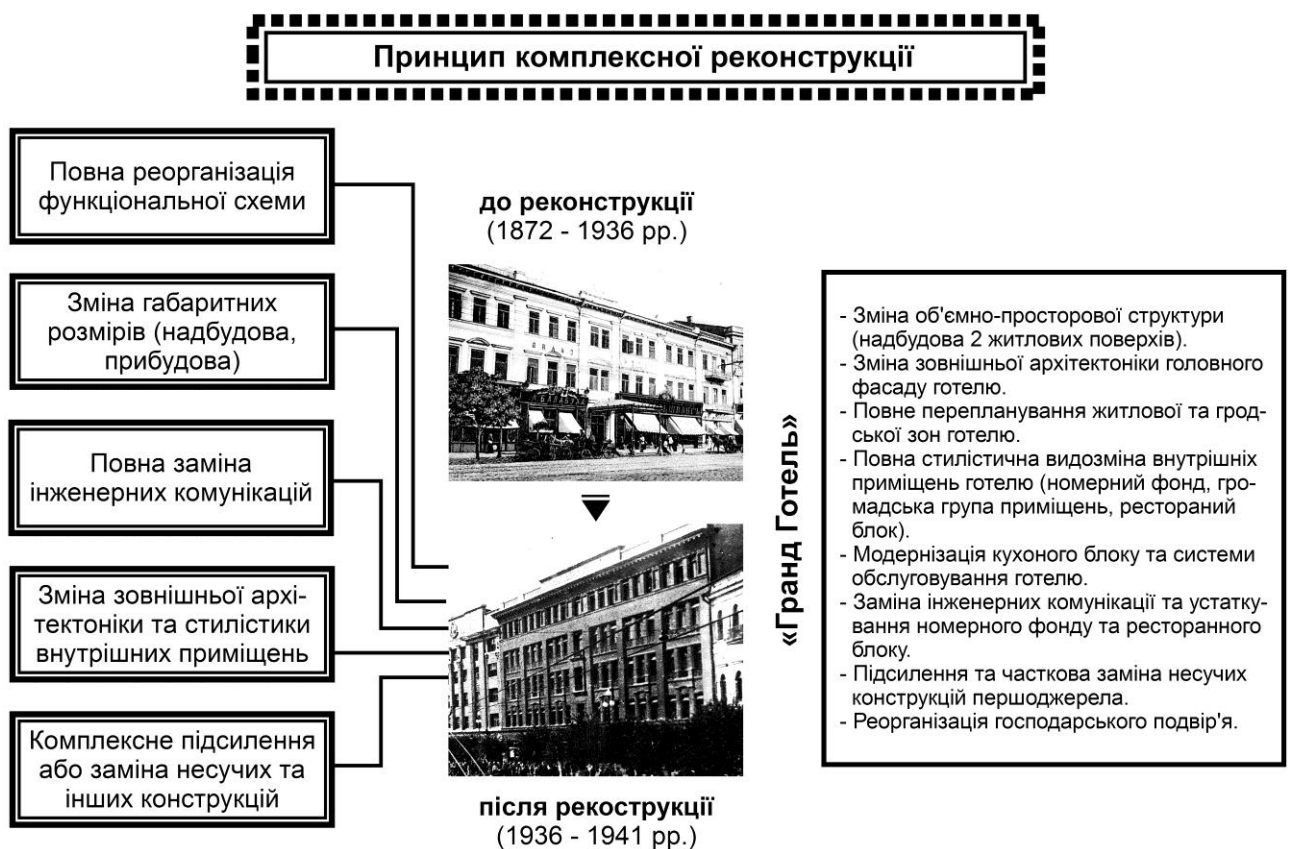 Принцип комплексної реконструкції
Повна реорганізація
функціональної схеми
Зміна габаритних
розмірів (надбудова,
прибудова)
Повна заміна
інженерних комунікацій
Зміна зовнішньої архі-
тектоніки та стилістики
внутрішних приміщень
Комплексне підсилення
або заміна несучих та
інших конструкцій
до реконструкції
(1872 - 1936 рр.)
після рекострукції
(1936 - 1941 рр.)
«Гранд Готель»
- Зміна об'ємно-просторової структури
(надбудова 2 житлових поверхів).
- Зміна зовнішньої архітектоніки головного
фасаду готелю.
- Повне перепланування житлової та грод-
ської зон готелю.
- Повна стилістична видозміна внутрішніх
приміщень готелю (номерний фонд, гро-
мадська група приміщень, рестораний
блок).
- Модернізація кухоного блоку та системи
обслуговування готелю.
- Заміна інженерних комунікації та устатку-
вання номерного фонду та ресторанного
блоку.
- Підсилення та часткова заміна несучих
конструкцій першоджерела.
- Реорганізація господарського подвір'я.